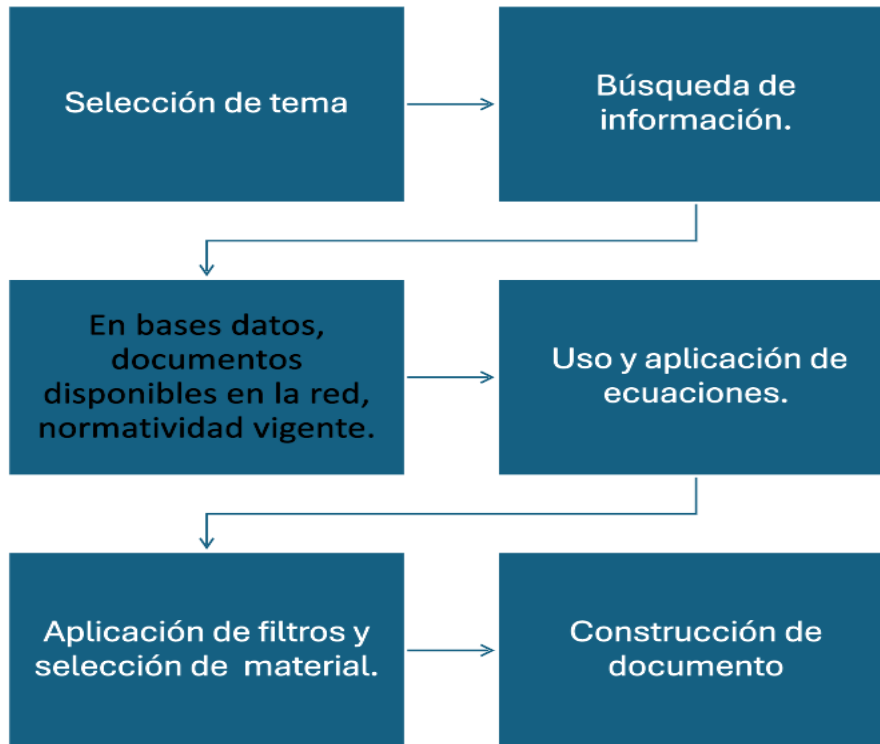 Selección de tema
Búsqueda de
información.
En bases datos,
documentos
disponibles en la red,
normatividad vigente.
Uso y aplicación de
ecuaciones.
Aplicación de filtros y
selección de  material.
Construcción de
documento